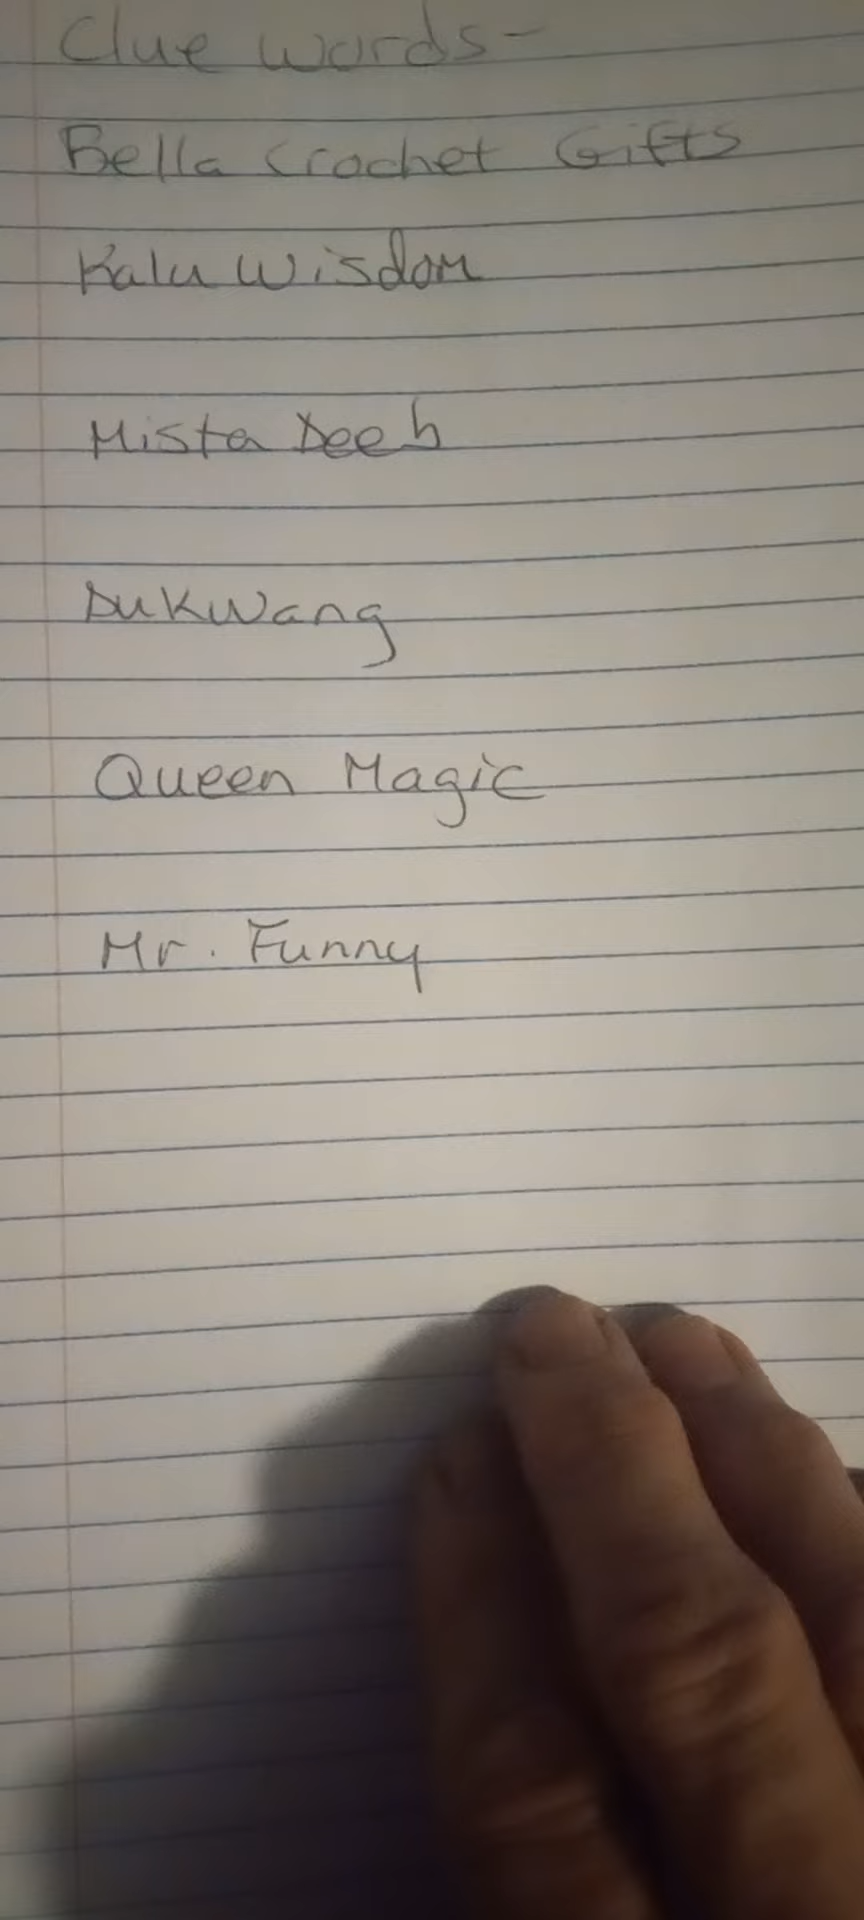 Clue words-
Bella Crochet Gifts
Kalu Wisdom
Mista Deeh
Dukwang
Queen Magic
Mr. Funny